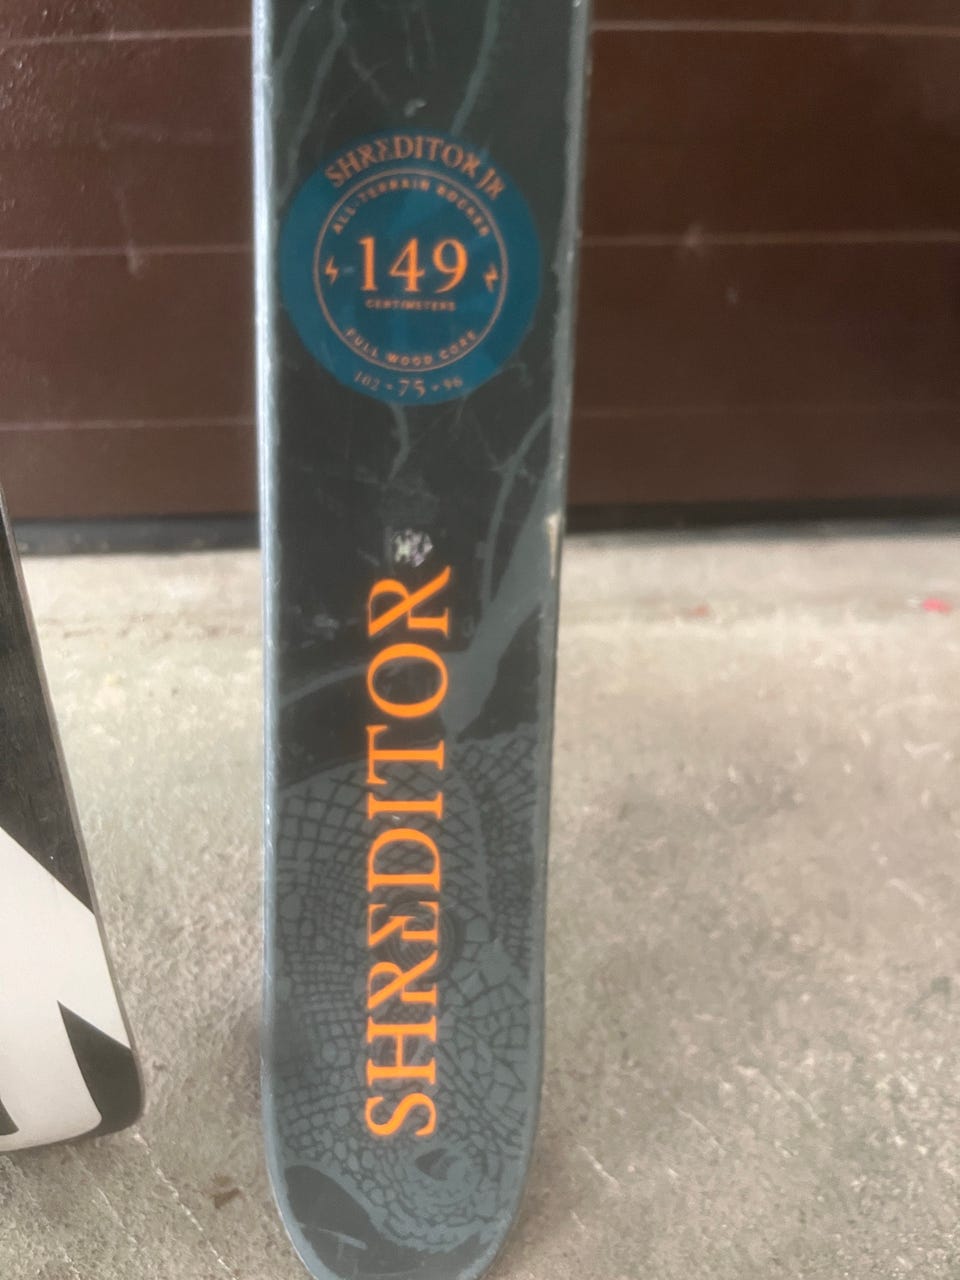 SHREDITOR JR
ALL-TERRAIN ROCKER
149
CENTIMETERS
FULL WOOD CORE
102 • 75 • 96
SHREDITOR